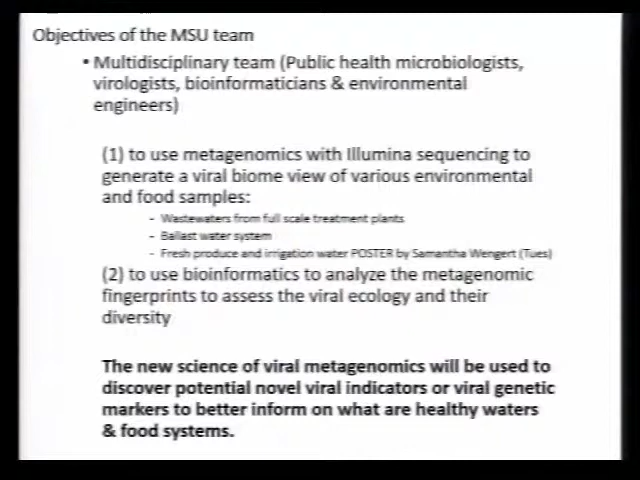 Objectives of the MSU team
• Multidisciplinary team (Public health microbiologists,
virologists, bioinformaticians & environmental
engineers)
(1) to use metagenomics with Illumina sequencing to
generate a viral biome view of various environmental
and food samples:
- Wastewaters from full scale treatment plants
- Ballast water system
- Fresh produce and irrigation water POSTER by Samantha Wengert (Tues)
(2) to use bioinformatics to analyze the metagenomic
fingerprints to assess the viral ecology and their
diversity
The new science of viral metagenomics will be used to
discover potential novel viral indicators or viral genetic
markers to better inform on what are healthy waters
& food systems.